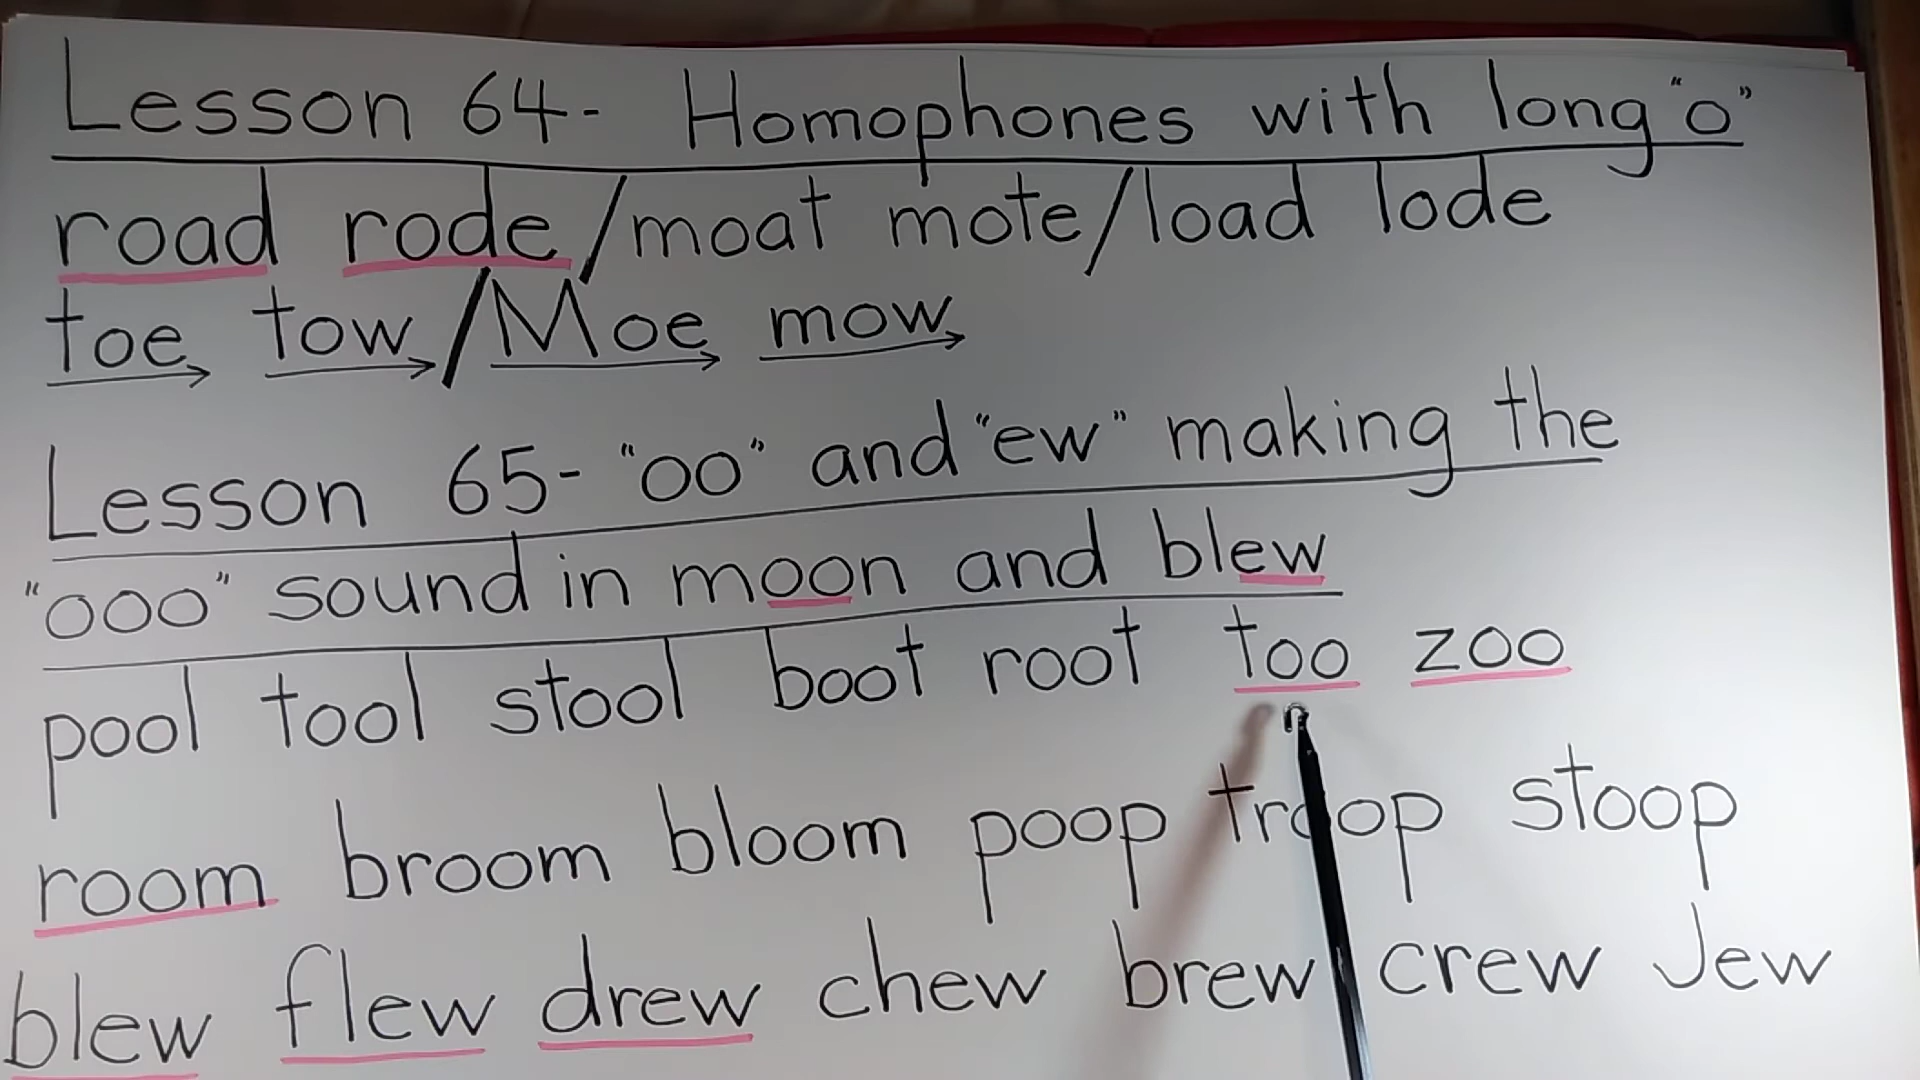 Lesson 64- Homophones with long "o"
road rode/moat mote/load lode
toe tow/Moe mow
Lesson 65- "oo" and "ew" making the
"ooo" sound in moon and blew
pool tool stool boot root too zoo
room broom bloom poop troop stoop
blew flew drew chew brew crew Jew